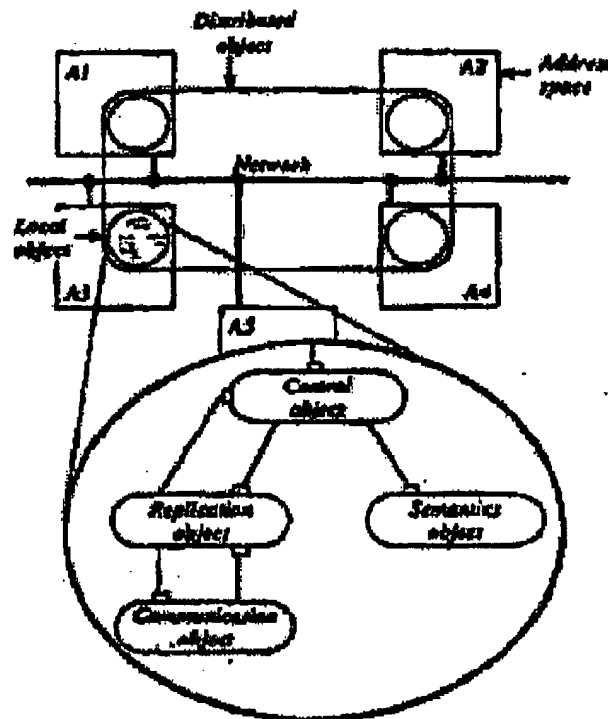 Distributed
object
A1
A2
Address
space
Network
Local
object
A3
A4
A5
Control
object
Replication
object
Semantics
object
Communication
object